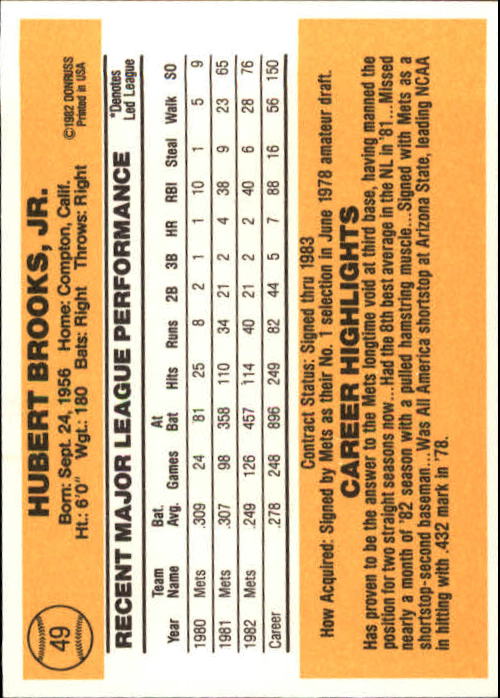 49
HUBERT BROOKS, JR.
Born: Sept. 24, 1956 Home: Compton, Calif.
Ht.: 6'0" Wgt.: 180 Bats: Right Throws: Right
©1982 DONRUSS
Printed in USA
RECENT MAJOR LEAGUE PERFORMANCE
*Denotes
Led League
Year Team Name Bat. Avg. Games At Bat Hits Runs 2B 3B HR RBI Steal Walk SO
1980 Mets .309 24 81 25 8 2 1 1 10 1 5 9
1981 Mets .307 98 358 110 34 21 2 4 38 9 23 65
1982 Mets .249 126 457 114 40 21 2 2 40 6 28 76
Career .278 248 896 249 82 44 5 7 88 16 56 150
Contract Status: Signed thru 1983
How Acquired: Signed by Mets as their No. 1 selection in June 1978 amateur draft.
CAREER HIGHLIGHTS
Has proven to be the answer to the Mets longtime void at third base, having manned the
position for two straight seasons now...Had the 8th best average in the NL in '81...Missed
nearly a month of '82 season with a pulled hamstring muscle...Signed with Mets as a
shortstop-second baseman...Was All America shortstop at Arizona State, leading NCAA
in hitting with .432 mark in '78.